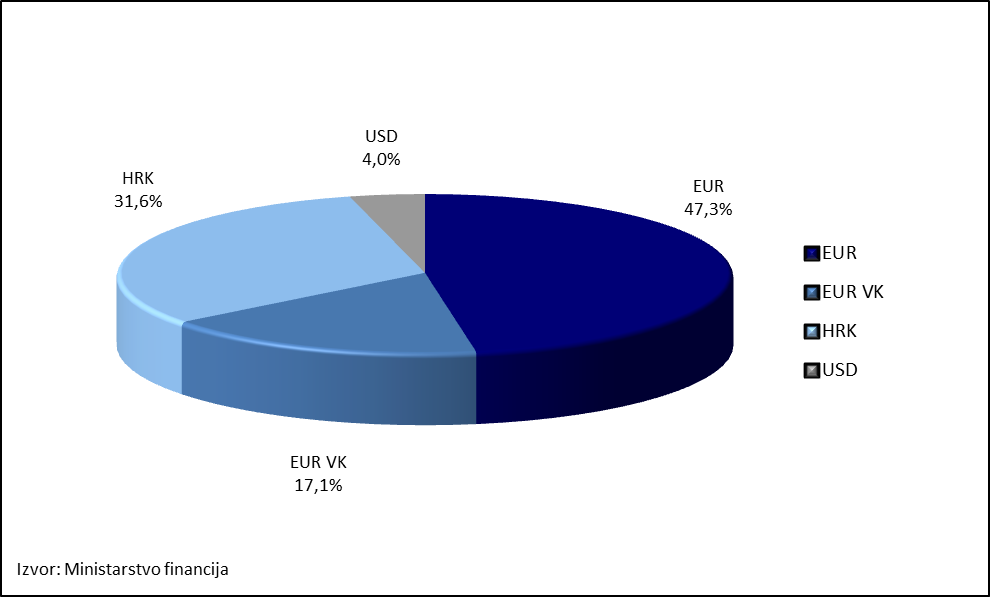 USD
4,0%
HRK
31,6%
EUR
47,3%
EUR VK
17,1%
EUR
EUR VK
HRK
USD
Izvor: Ministarstvo financija